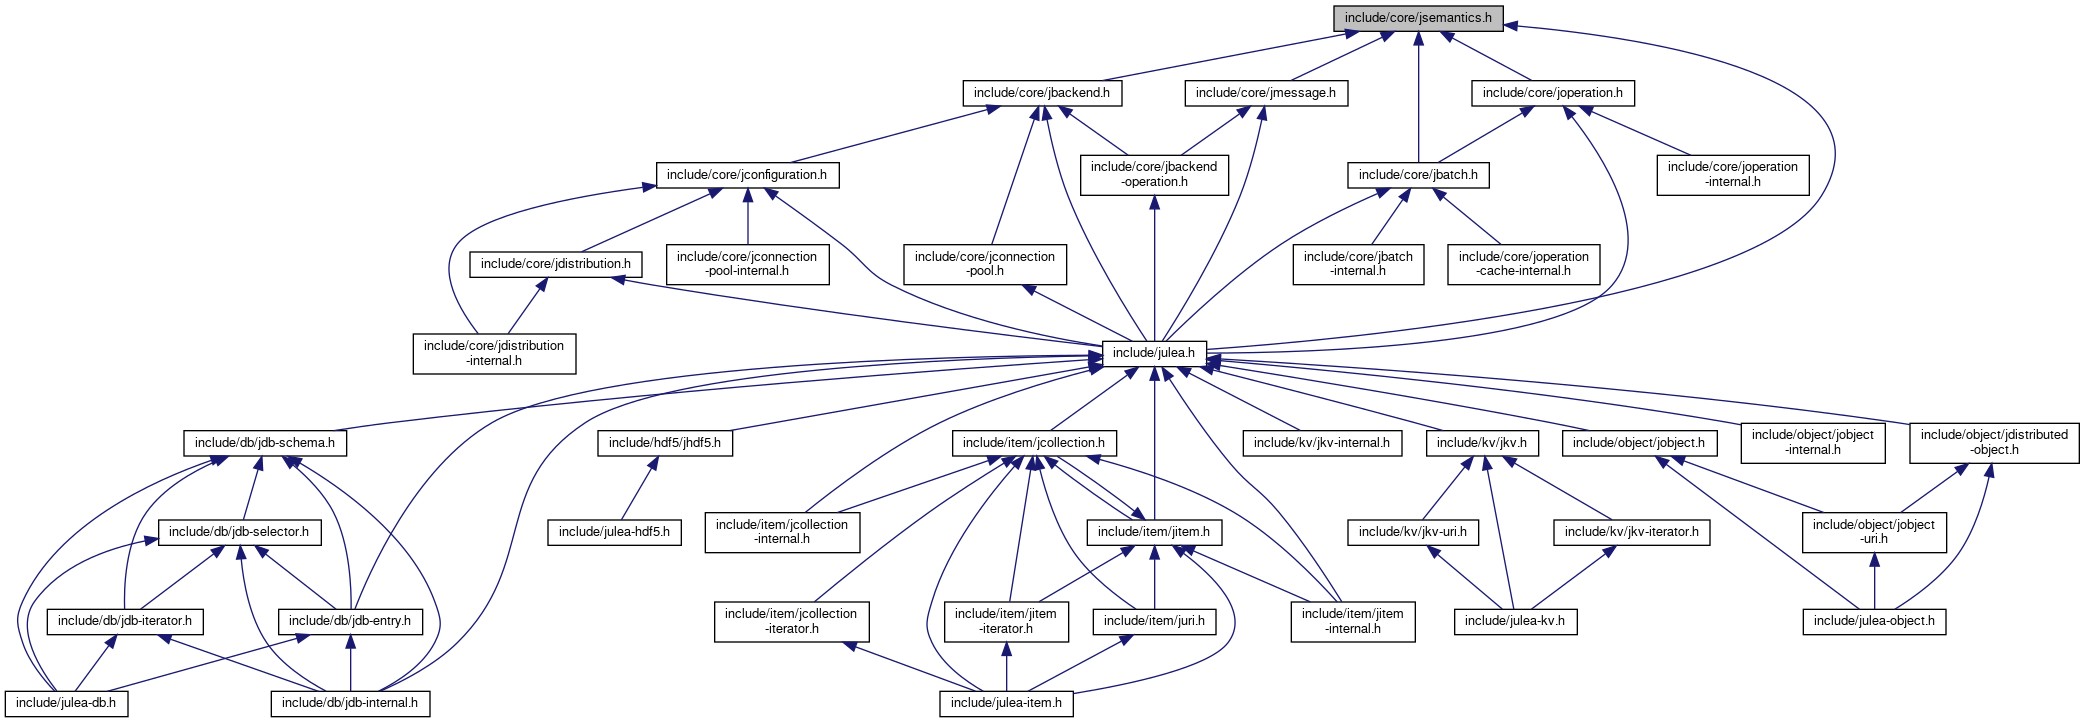 include/core/jsemantics.h
include/core/jbackend.h
include/core/jmessage.h
include/core/joperation.h
include/core/jconfiguration.h
include/core/jbackend
-operation.h
include/core/jbatch.h
include/core/joperation
-internal.h
include/core/jdistribution.h
include/core/jconnection
-pool-internal.h
include/core/jconnection
-pool.h
include/core/jbatch
-internal.h
include/core/joperation
-cache-internal.h
include/core/jdistribution
-internal.h
include/julea.h
include/db/jdb-schema.h
include/hdf5/jhdf5.h
include/item/jcollection.h
include/kv/jkv-internal.h
include/kv/jkv.h
include/object/jobject.h
include/object/jobject
-internal.h
include/object/jdistributed
-object.h
include/db/jdb-selector.h
include/julea-hdf5.h
include/item/jcollection
-internal.h
include/item/jitem.h
include/kv/jkv-uri.h
include/kv/jkv-iterator.h
include/object/jobject
-uri.h
include/db/jdb-iterator.h
include/db/jdb-entry.h
include/item/jcollection
-iterator.h
include/item/jitem
-iterator.h
include/item/juri.h
include/item/jitem
-internal.h
include/julea-kv.h
include/julea-object.h
include/julea-db.h
include/db/jdb-internal.h
include/julea-item.h